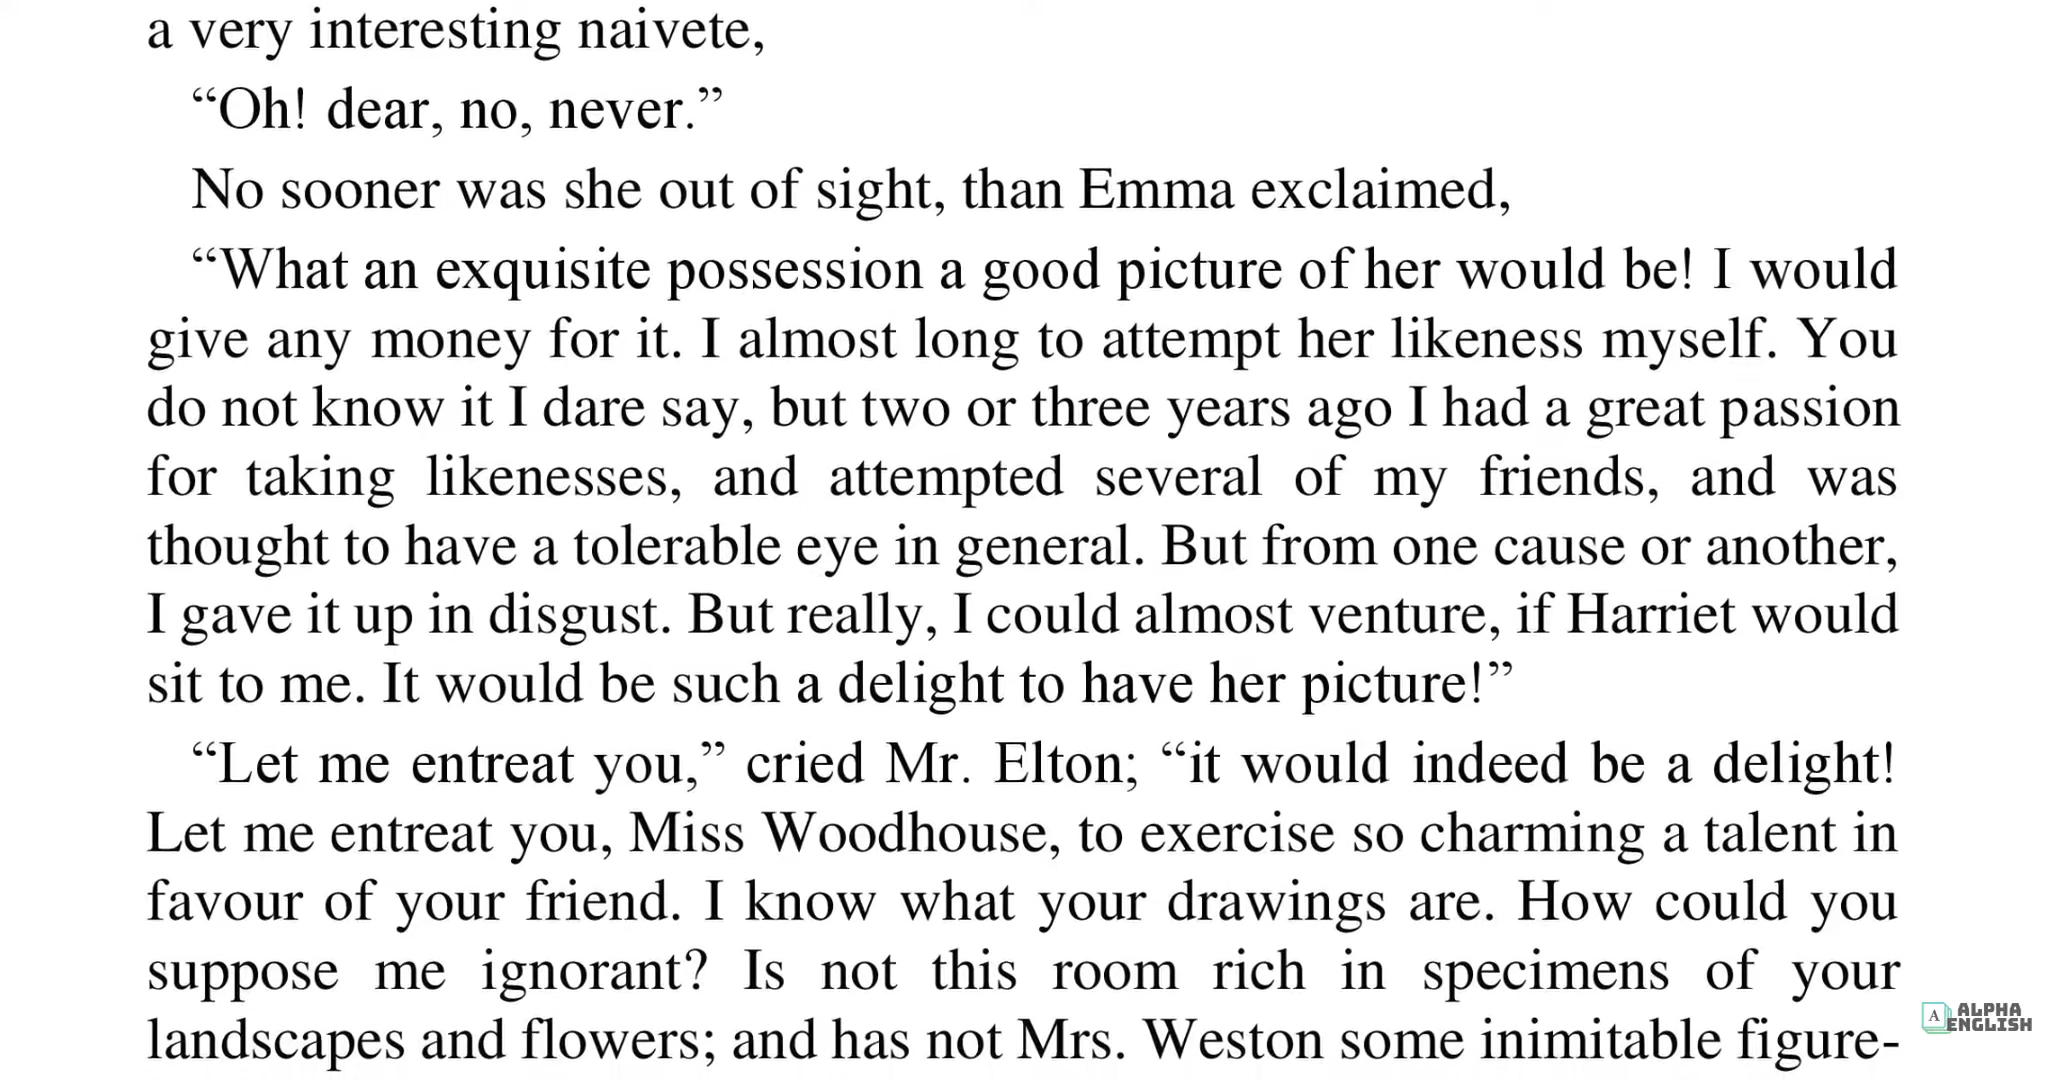 a very interesting naivete,
“Oh! dear, no, never.”
No sooner was she out of sight, than Emma exclaimed,
“What an exquisite possession a good picture of her would be! I would
give any money for it. I almost long to attempt her likeness myself. You
do not know it I dare say, but two or three years ago I had a great passion
for taking likenesses, and attempted several of my friends, and was
thought to have a tolerable eye in general. But from one cause or another,
I gave it up in disgust. But really, I could almost venture, if Harriet would
sit to me. It would be such a delight to have her picture!”
“Let me entreat you,” cried Mr. Elton; “it would indeed be a delight!
Let me entreat you, Miss Woodhouse, to exercise so charming a talent in
favour of your friend. I know what your drawings are. How could you
suppose me ignorant? Is not this room rich in specimens of your
landscapes and flowers; and has not Mrs. Weston some inimitable figure-
A
ALPHA
ENGLISH